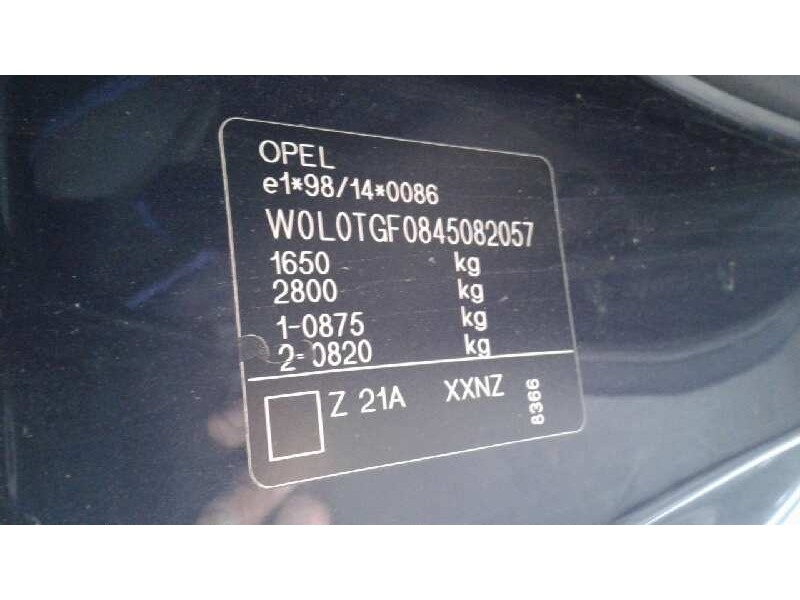 OPEL
e1*98/14*0086
W0L0TGF0845082057
1650 kg
2800 kg
1-0875 kg
2-0820 kg
Z 21A XXNZ
8366